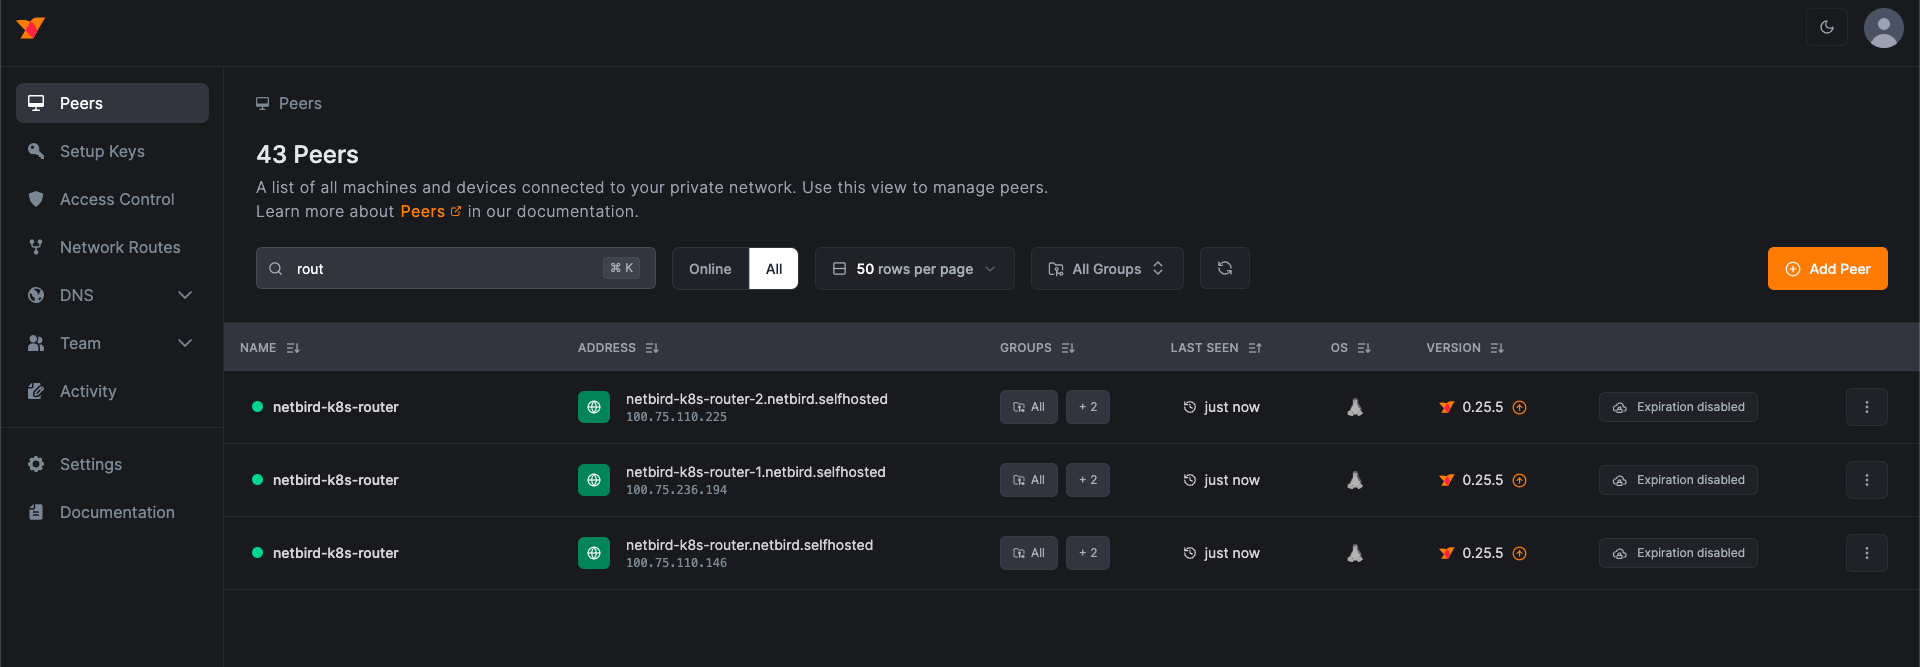 Peers
Setup Keys
Access Control
Network Routes
DNS
Team
Activity
Settings
Documentation
Peers
43 Peers
A list of all machines and devices connected to your private network. Use this view to manage peers.
Learn more about Peers in our documentation.
rout ⌘ K Online All 50 rows per page All Groups Add Peer
NAME ADDRESS GROUPS LAST SEEN OS VERSION
netbird-k8s-router netbird-k8s-router-2.netbird.selfhosted All + 2 just now 0.25.5 Expiration disabled
100.75.110.225
netbird-k8s-router netbird-k8s-router-1.netbird.selfhosted All + 2 just now 0.25.5 Expiration disabled
100.75.236.194
netbird-k8s-router netbird-k8s-router.netbird.selfhosted All + 2 just now 0.25.5 Expiration disabled
100.75.110.146